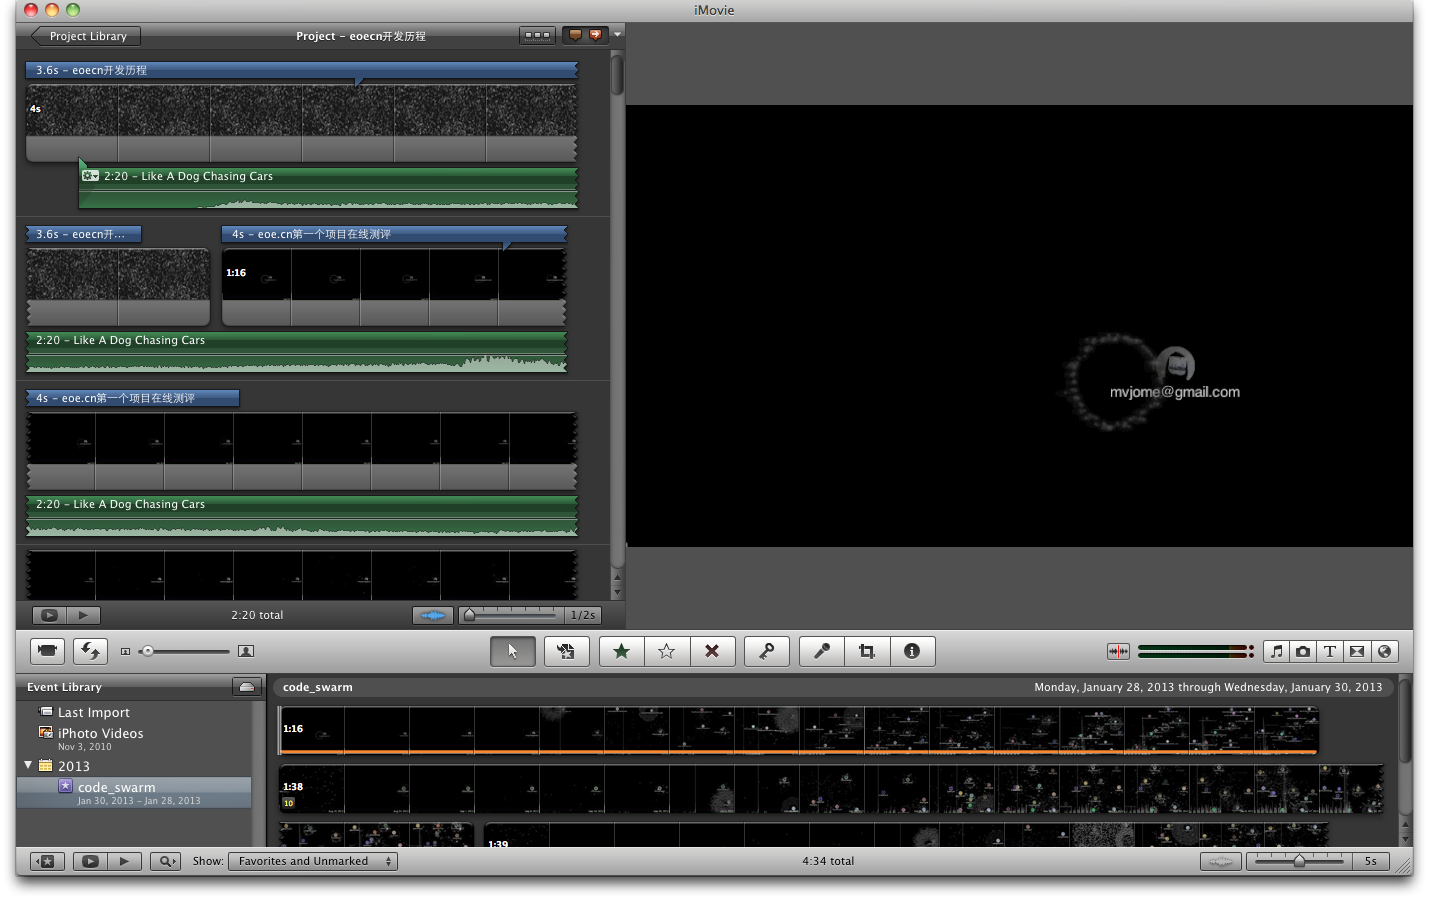 iMovie
Project Library
Project – eoecn开发历程
3.6s – eoecn开发历程
4s
2:20 – Like A Dog Chasing Cars
3.6s – eoecn开...
4s – eoe.cn第一个项目在线测评
1:16
2:20 – Like A Dog Chasing Cars
4s – eoe.cn第一个项目在线测评
2:20 – Like A Dog Chasing Cars
mvjome@gmail.com
2:20 total
1/2s
Event Library
code_swarm
Monday, January 28, 2013 through Wednesday, January 30, 2013
Last Import
iPhoto Videos
Nov 3, 2010
2013
code_swarm
Jan 30, 2013 – Jan 28, 2013
1:16
1:38
10
1:39
Show:
Favorites and Unmarked
4:34 total
5s